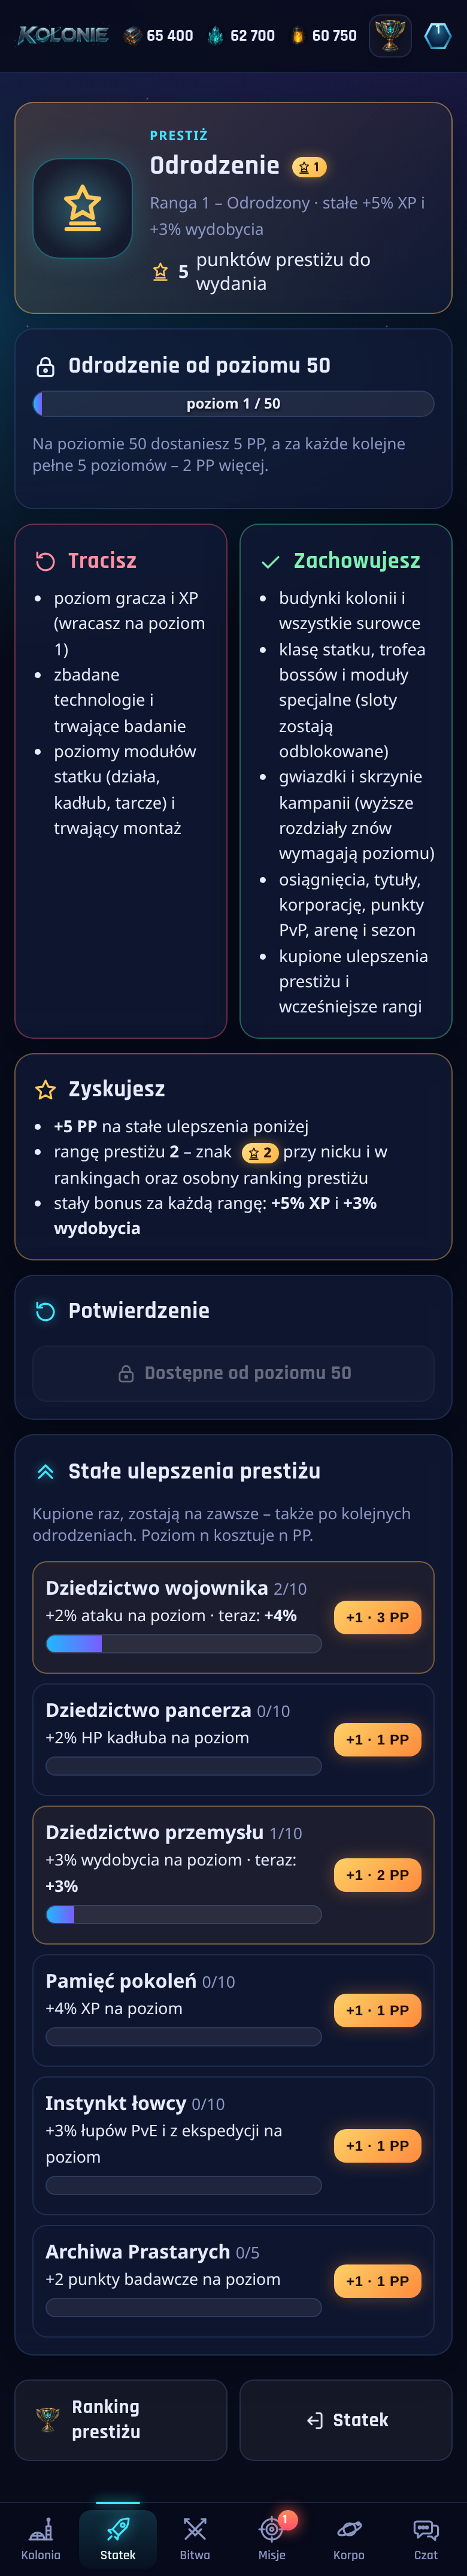 KOLONIE 65 400 62 700 60 750 1
PRESTIŻ
Odrodzenie 1
Ranga 1 – Odrodzony · stałe +5% XP i
+3% wydobycia
5 punktów prestiżu do
wydania
Odrodzenie od poziomu 50
poziom 1 / 50
Na poziomie 50 dostaniesz 5 PP, a za każde kolejne
pełne 5 poziomów – 2 PP więcej.
Tracisz
poziom gracza i XP
(wracasz na poziom
1)
zbadane
technologie i
trwające badanie
poziomy modułów
statku (działa,
kadłub, tarcze) i
trwający montaż
Zachowujesz
budynki kolonii i
wszystkie surowce
klasę statku, trofea
bossów i moduły
specjalne (sloty
zostają
odblokowane)
gwiazdki i skrzynie
kampanii (wyższe
rozdziały znów
wymagają poziomu)
osiągnięcia, tytuły,
korporację, punkty
PvP, arenę i sezon
kupione ulepszenia
prestiżu i
wcześniejsze rangi
Zyskujesz
+5 PP na stałe ulepszenia poniżej
rangę prestiżu 2 – znak 2 przy nicku i w
rankingach oraz osobny ranking prestiżu
stały bonus za każdą rangę: +5% XP i +3%
wydobycia
Potwierdzenie
Dostępne od poziomu 50
Stałe ulepszenia prestiżu
Kupione raz, zostają na zawsze – także po kolejnych
odrodzeniach. Poziom n kosztuje n PP.
Dziedzictwo wojownika 2/10
+2% ataku na poziom · teraz: +4%
+1 · 3 PP
Dziedzictwo pancerza 0/10
+2% HP kadłuba na poziom
+1 · 1 PP
Dziedzictwo przemysłu 1/10
+3% wydobycia na poziom · teraz:
+3%
+1 · 2 PP
Pamięć pokoleń 0/10
+4% XP na poziom
+1 · 1 PP
Instynkt łowcy 0/10
+3% łupów PvE i z ekspedycji na
poziom
+1 · 1 PP
Archiwa Prastarych 0/5
+2 punkty badawcze na poziom
+1 · 1 PP
Ranking
prestiżu
Statek
1
Kolonia Statek Bitwa Misje Korpo Czat